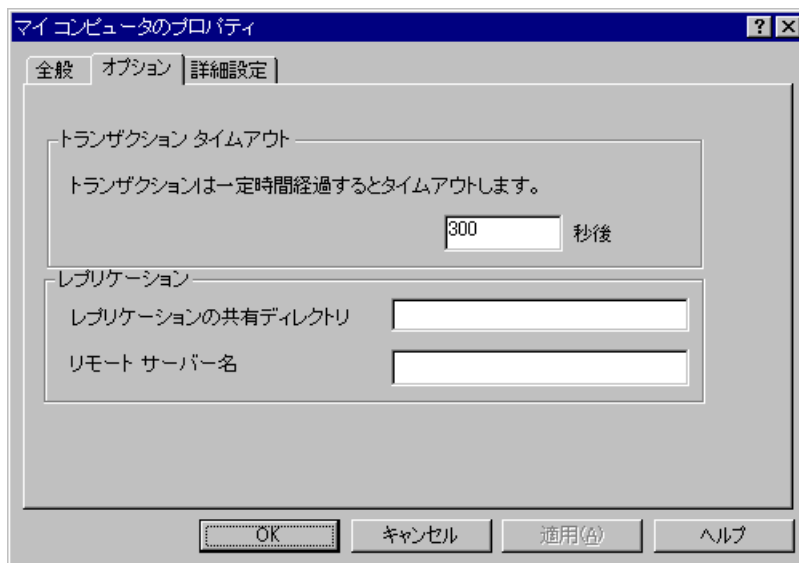 マイ コンピュータのプロパティ
全般 オプション 詳細設定
トランザクション タイムアウト
トランザクションは一定時間経過するとタイムアウトします。
300 秒後
レプリケーション
レプリケーションの共有ディレクトリ
リモート サーバー名
OK キャンセル 適用(A) ヘルプ